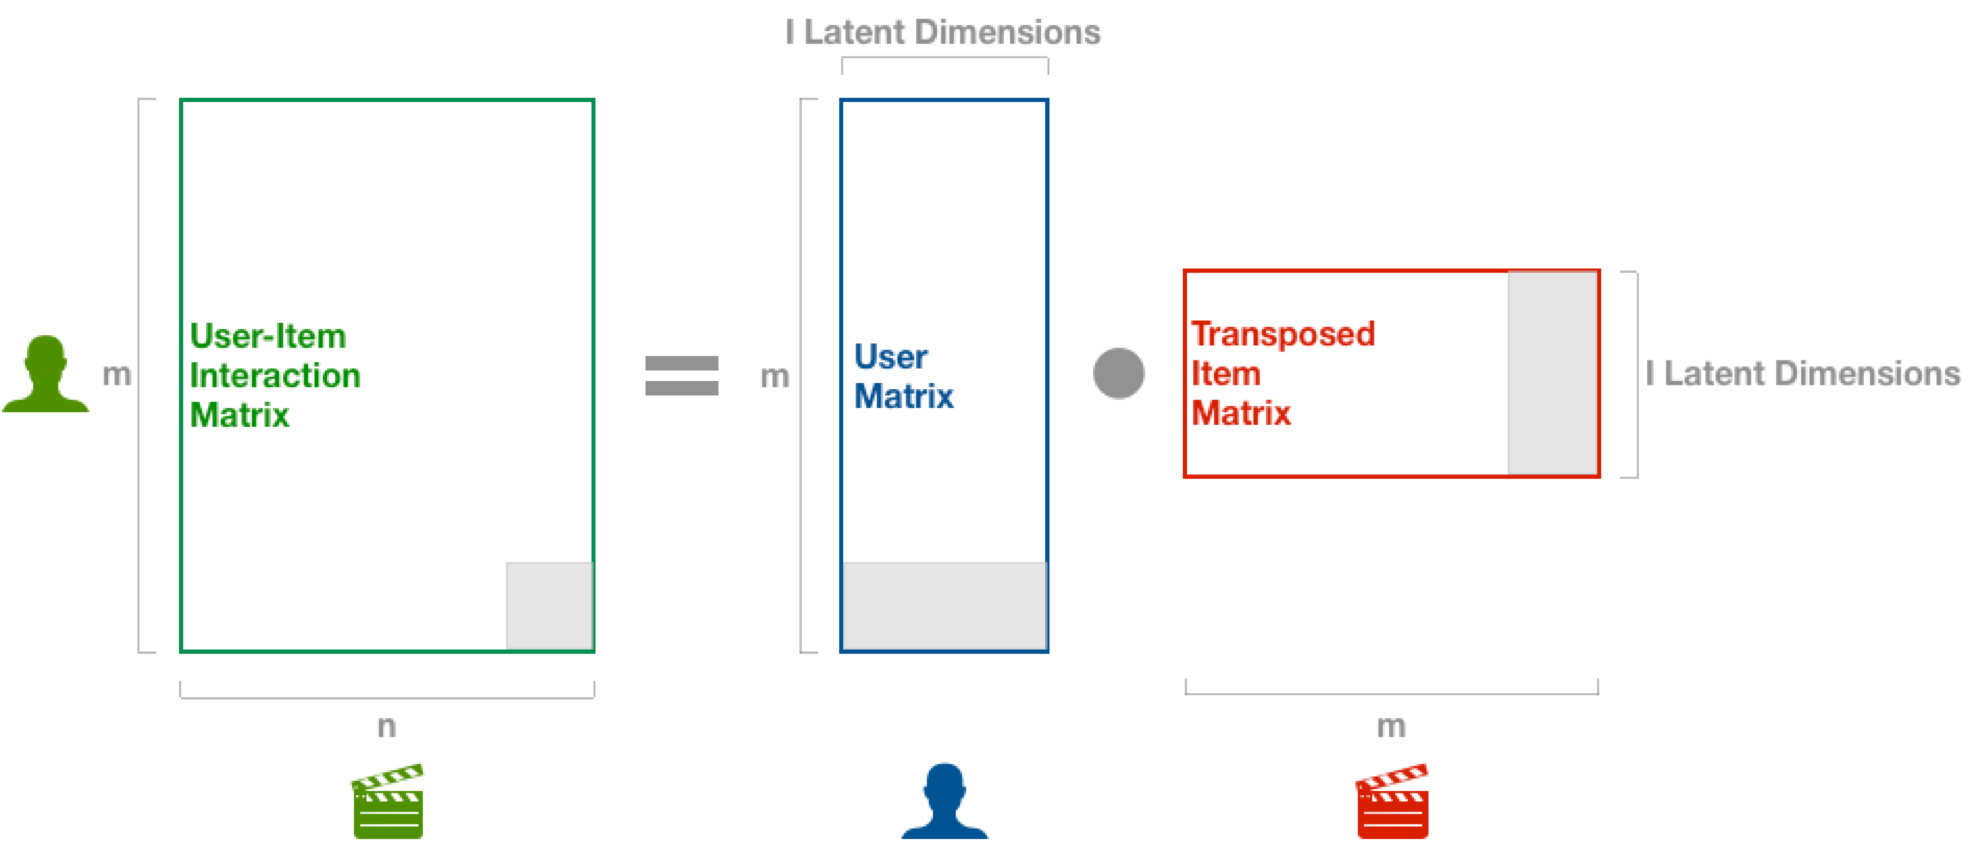 l Latent Dimensions
m
User-Item
Interaction
Matrix
m
User
Matrix
Transposed
Item
Matrix
l Latent Dimensions
n
m